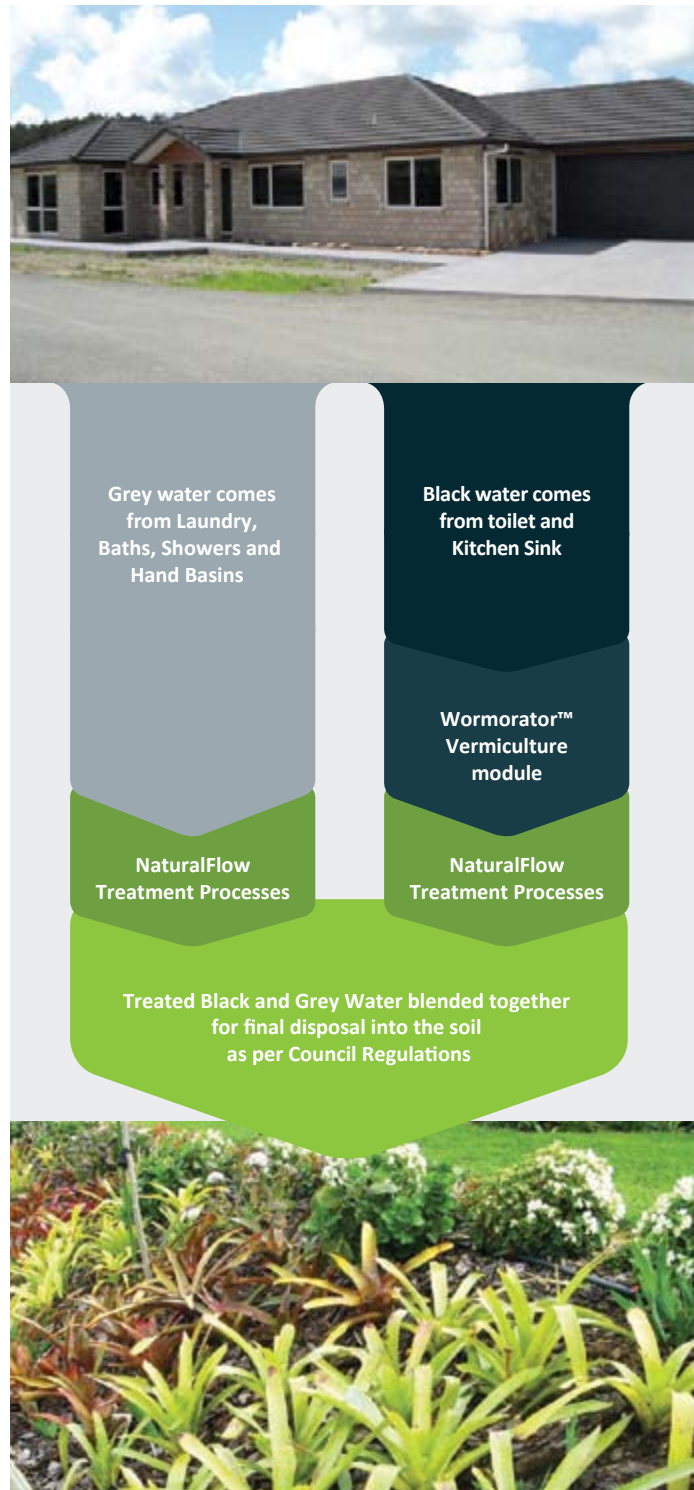 Grey water comes
from Laundry,
Baths, Showers and
Hand Basins
Black water comes
from toilet and
Kitchen Sink
Wormorator™
Vermiculture
module
NaturalFlow
Treatment Processes
NaturalFlow
Treatment Processes
Treated Black and Grey Water blended together
for final disposal into the soil
as per Council Regulations